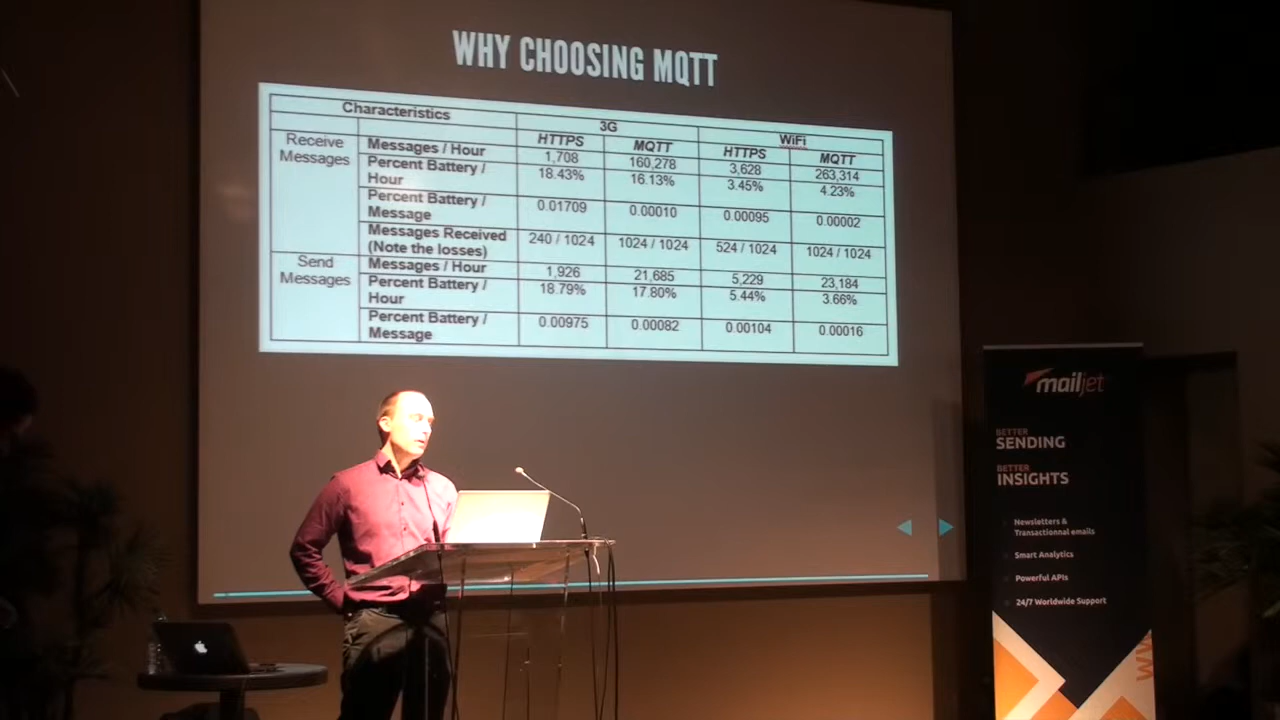 WHY CHOOSING MQTT
Characteristics
3G
WiFi
HTTPS
MQTT
HTTPS
MQTT
Receive Messages
Messages / Hour
1,708
160,278
3,628
263,314
Percent Battery / Hour
18.43%
16.13%
3.45%
4.23%
Percent Battery / Message
0.01709
0.00010
0.00095
0.00002
Messages Received (Note the losses)
240 / 1024
1024 / 1024
524 / 1024
1024 / 1024
Send Messages
Messages / Hour
1,926
21,685
5,229
23,184
Percent Battery / Hour
18.79%
17.80%
5.44%
3.66%
Percent Battery / Message
0.00975
0.00082
0.00104
0.00016
mailjet
BETTER
SENDING
BETTER
INSIGHTS
Newsletters &
Transactionnal emails
Smart Analytics
Powerful APIs
24/7 Worldwide Support